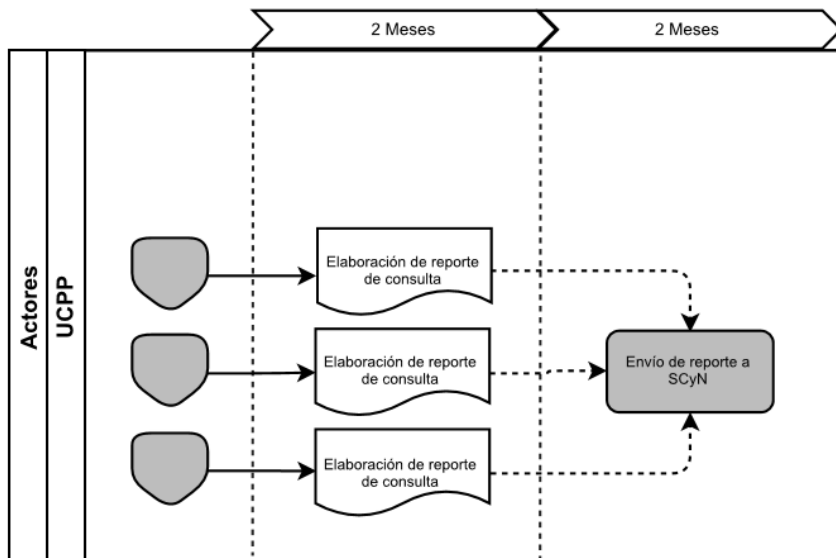 2 Meses
2 Meses
Actores
UCPP
Elaboración de reporte
de consulta
Elaboración de reporte
de consulta
Elaboración de reporte
de consulta
Envío de reporte a
SCyN